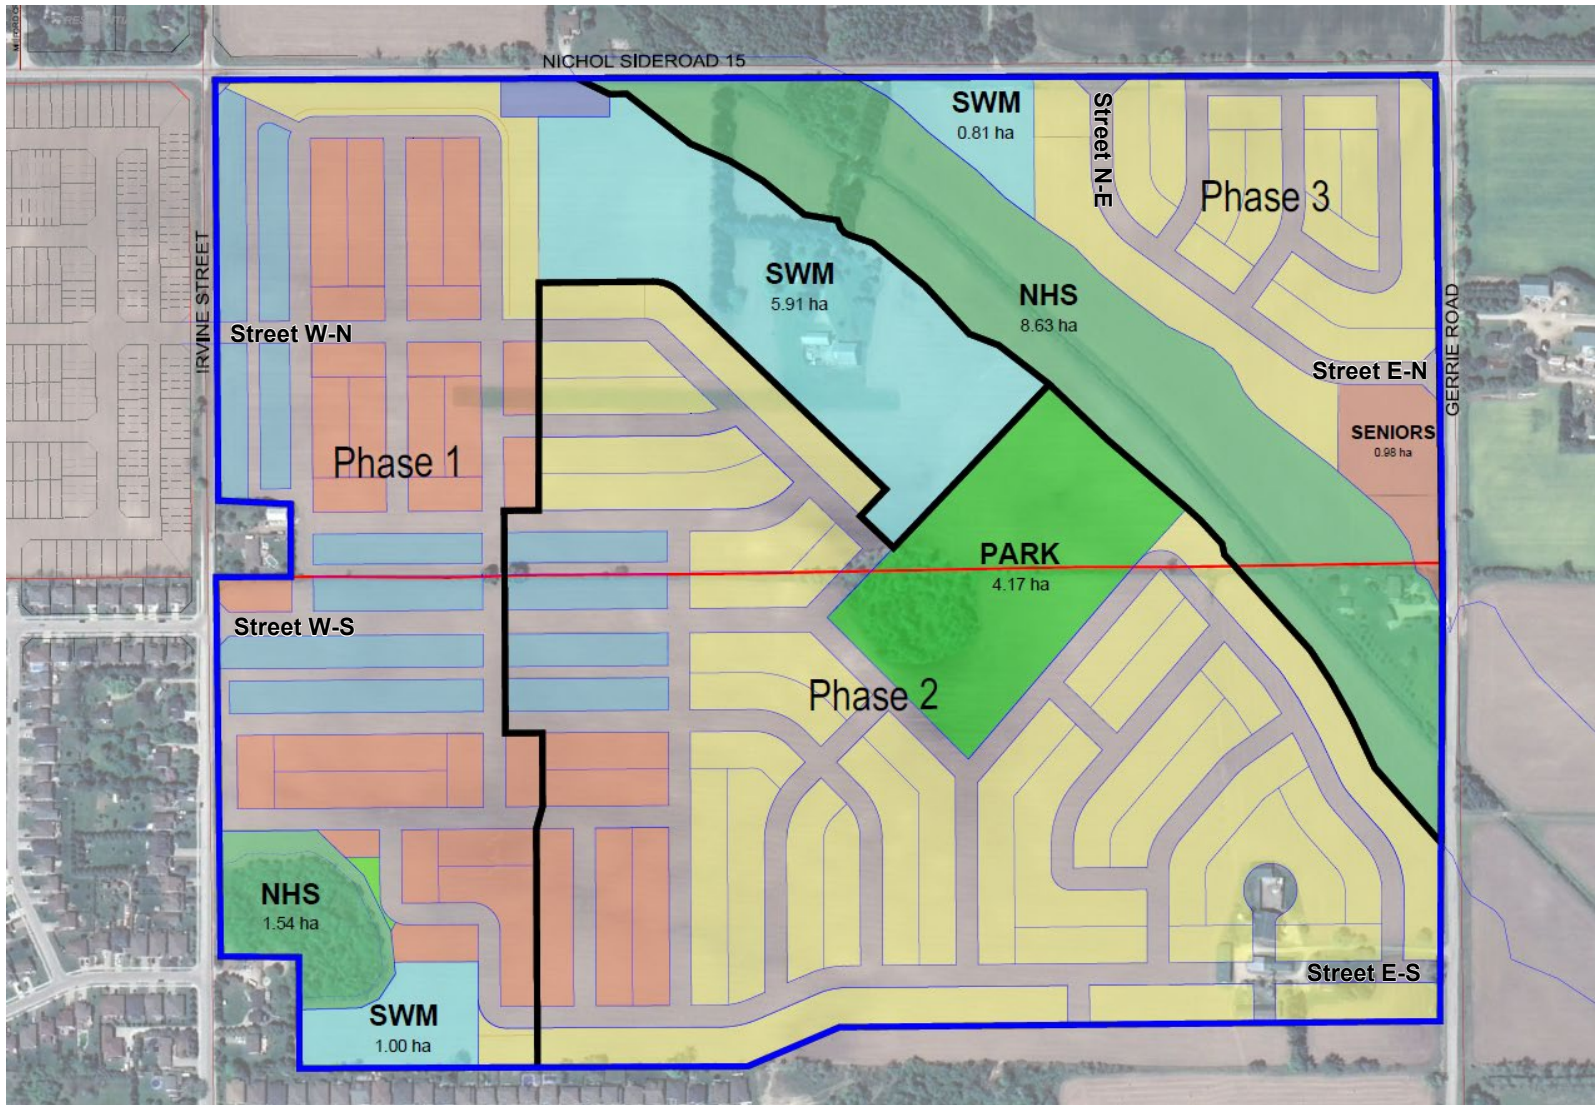 NICHOL SIDEROAD 15
SWM
0.81 ha
Street N-E
Phase 3
IRVINE STREET
SWM
5.91 ha
NHS
8.63 ha
GERRIE ROAD
Street W-N
Street E-N
SENIORS
0.98 ha
Phase 1
PARK
4.17 ha
Street W-S
Phase 2
NHS
1.54 ha
Street E-S
SWM
1.00 ha